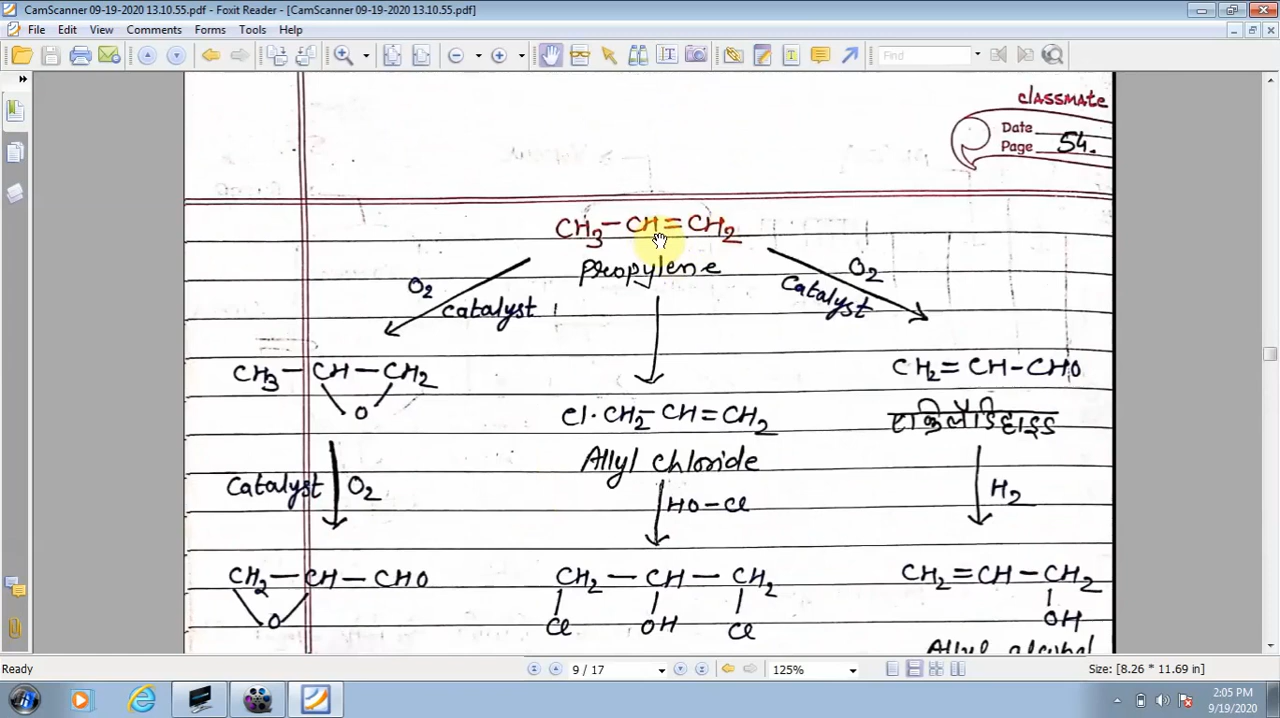 CamScanner 09-19-2020 13.10.55.pdf - Foxit Reader - [CamScanner 09-19-2020 13.10.55.pdf]
File Edit View Comments Forms Tools Help
Find
classmate
Date
Page 54.
CH3 – CH = CH2
propylene
O2 catalyst
O2 catalyst
CH3 – CH – CH2
O
Cl·CH2 – CH = CH2
CH2 = CH – CHO
Allyl chloride
catalyst O2
HO – Cl
H2
CH2 – CH – CHO
O
CH2 – CH – CH2
Cl OH Cl
CH2 = CH – CH2
OH
Allyl alcohol
Ready 9 / 17 125% Size: [8.26 * 11.69 in]
2:05 PM
9/19/2020